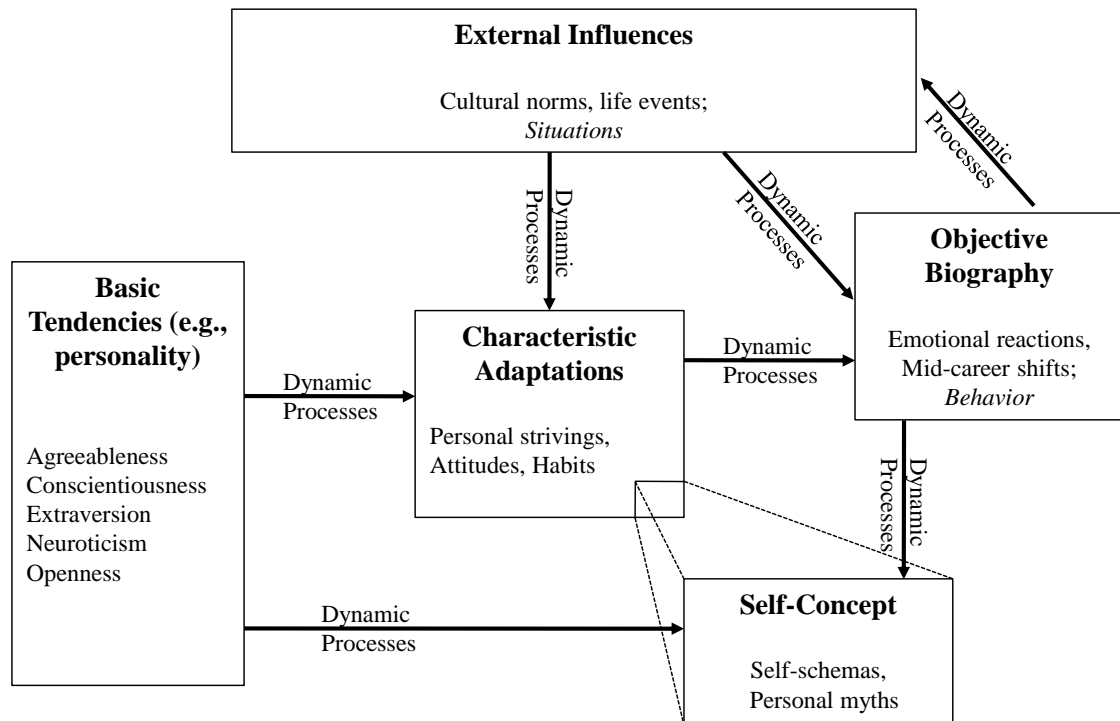 External Influences
Cultural norms, life events;
Situations
Dynamic
Processes
Dynamic
Processes
Dynamic
Processes
Objective
Biography
Emotional reactions,
Mid-career shifts;
Behavior
Basic
Tendencies (e.g.,
personality)
Agreeableness
Conscientiousness
Extraversion
Neuroticism
Openness
Dynamic
Processes
Characteristic
Adaptations
Personal strivings,
Attitudes, Habits
Dynamic
Processes
Dynamic
Processes
Dynamic
Processes
Self-Concept
Self-schemas,
Personal myths